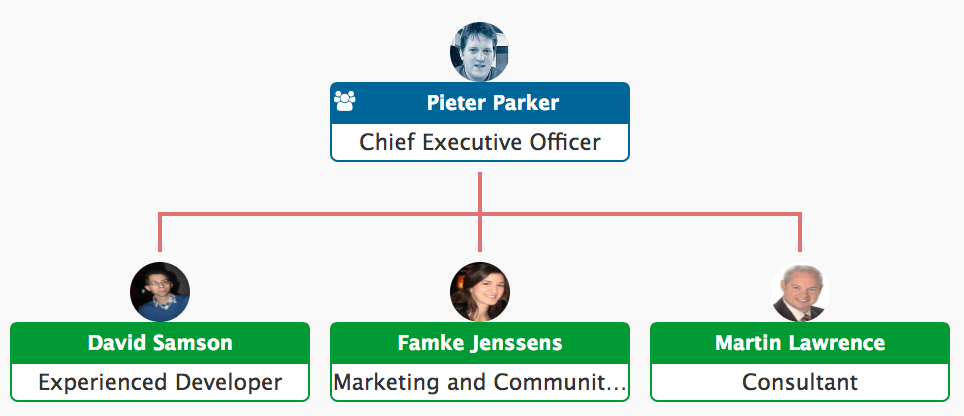 Pieter Parker
Chief Executive Officer
David Samson
Famke Jenssens
Martin Lawrence
Experienced Developer
Marketing and Communit...
Consultant